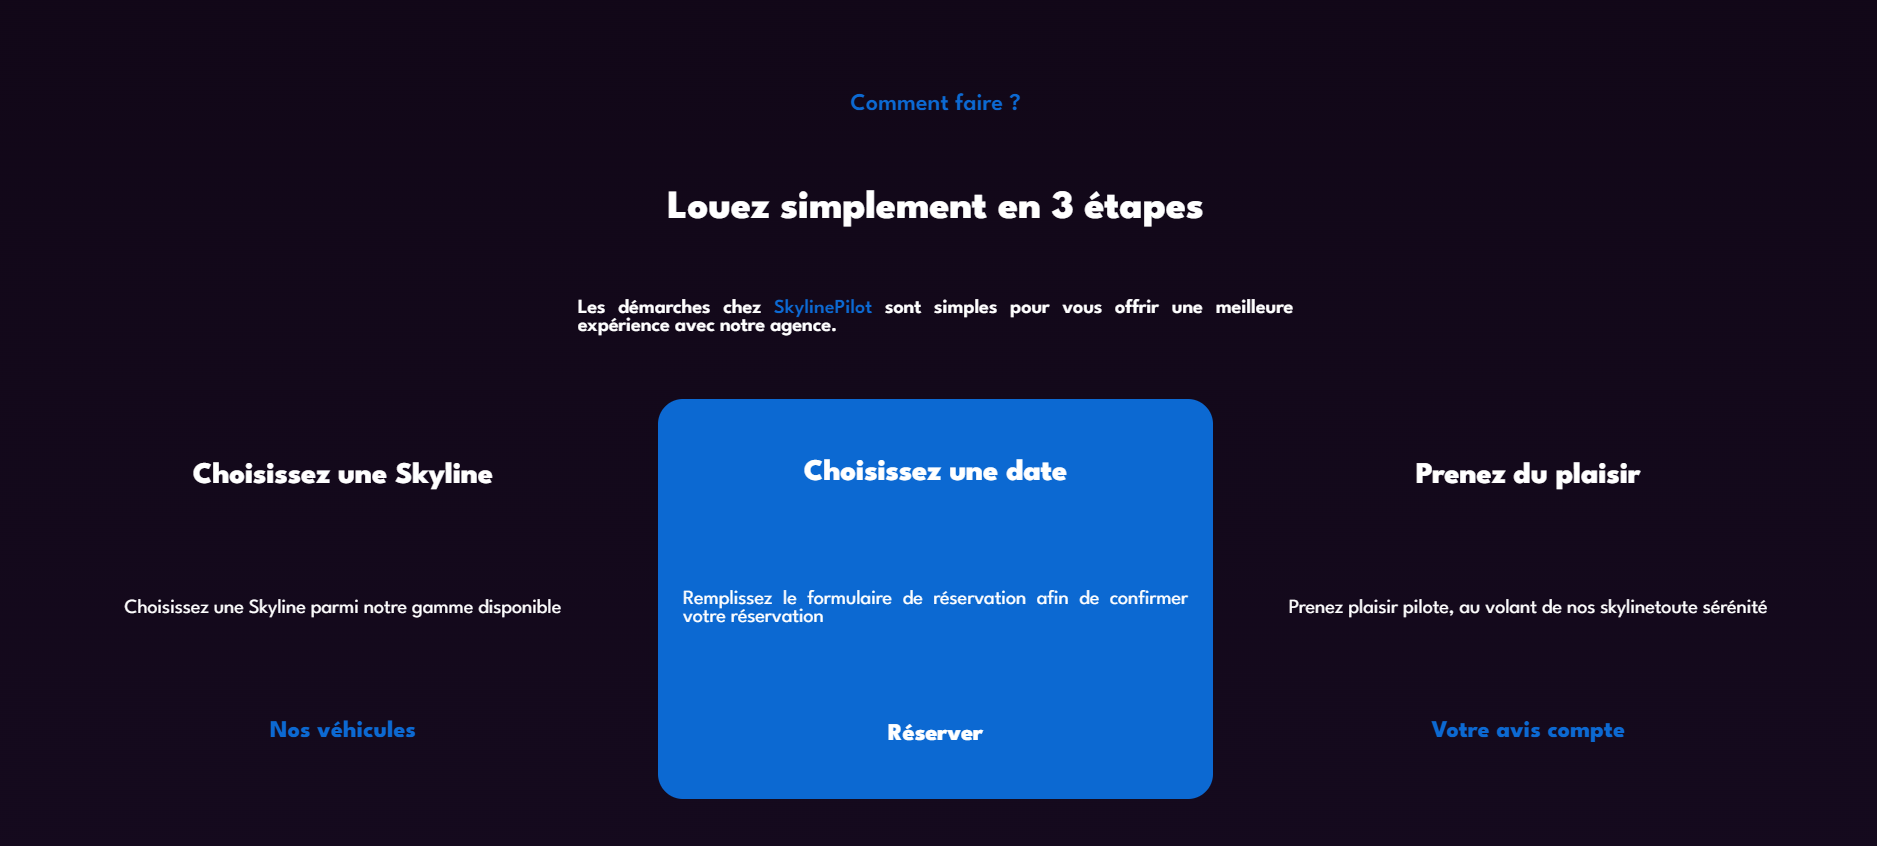 Comment faire ?
Louez simplement en 3 étapes
Les démarches chez SkylinePilot sont simples pour vous offrir une meilleure
expérience avec notre agence.
Choisissez une Skyline
Choisissez une Skyline parmi notre gamme disponible
Nos véhicules
Choisissez une date
Remplissez le formulaire de réservation afin de confirmer
votre réservation
Réserver
Prenez du plaisir
Prenez plaisir pilote, au volant de nos skylinetoute sérénité
Votre avis compte